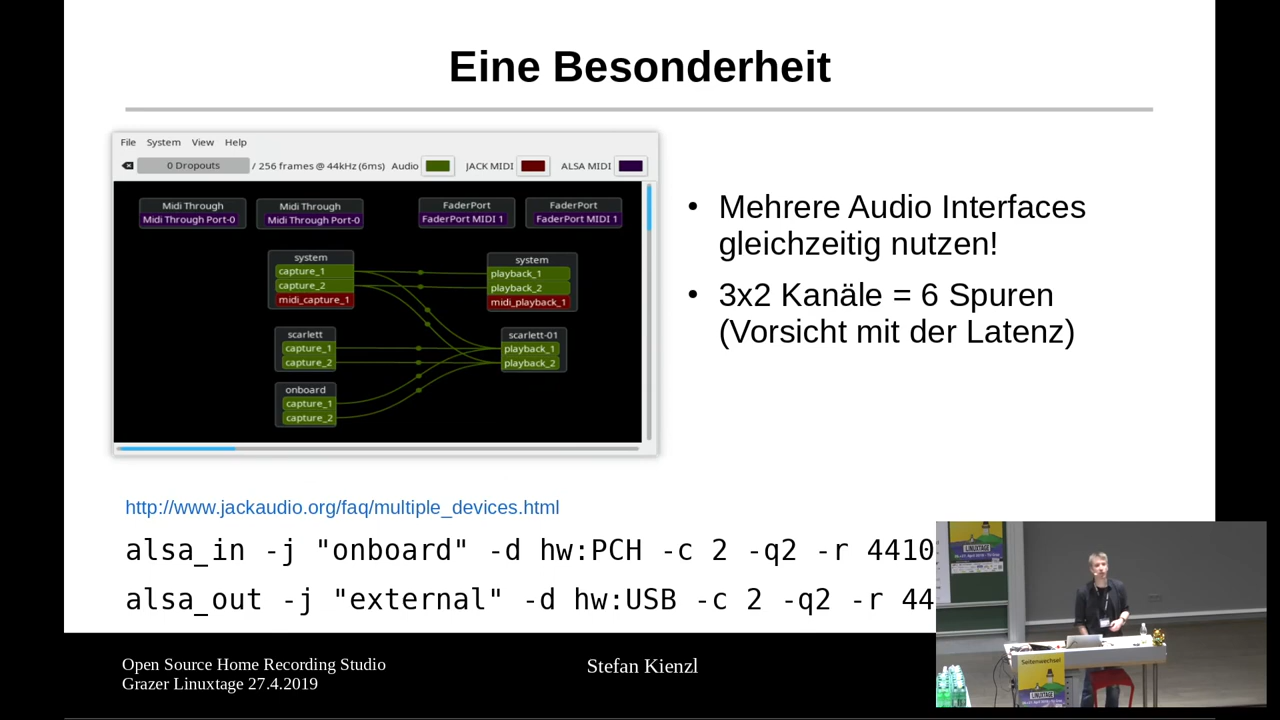 Eine Besonderheit
File System View Help
0 Dropouts / 256 frames @ 44kHz (6ms) Audio JACK MIDI ALSA MIDI
Midi Through
Midi Through Port-0
Midi Through
Midi Through Port-0
FaderPort
FaderPort MIDI 1
FaderPort
FaderPort MIDI 1
system
capture_1
capture_2
midi_capture_1
system
playback_1
playback_2
midi_playback_1
scarlett
capture_1
capture_2
scarlett-01
playback_1
playback_2
onboard
capture_1
capture_2
• Mehrere Audio Interfaces
gleichzeitig nutzen!
• 3x2 Kanäle = 6 Spuren
(Vorsicht mit der Latenz)
http://www.jackaudio.org/faq/multiple_devices.html
alsa_in -j "onboard" -d hw:PCH -c 2 -q2 -r 4410
alsa_out -j "external" -d hw:USB -c 2 -q2 -r 44
Open Source Home Recording Studio
Grazer Linuxtage 27.4.2019
Stefan Kienzl
LINUXTAGE
Seitenwechsel
LINUXTAGE